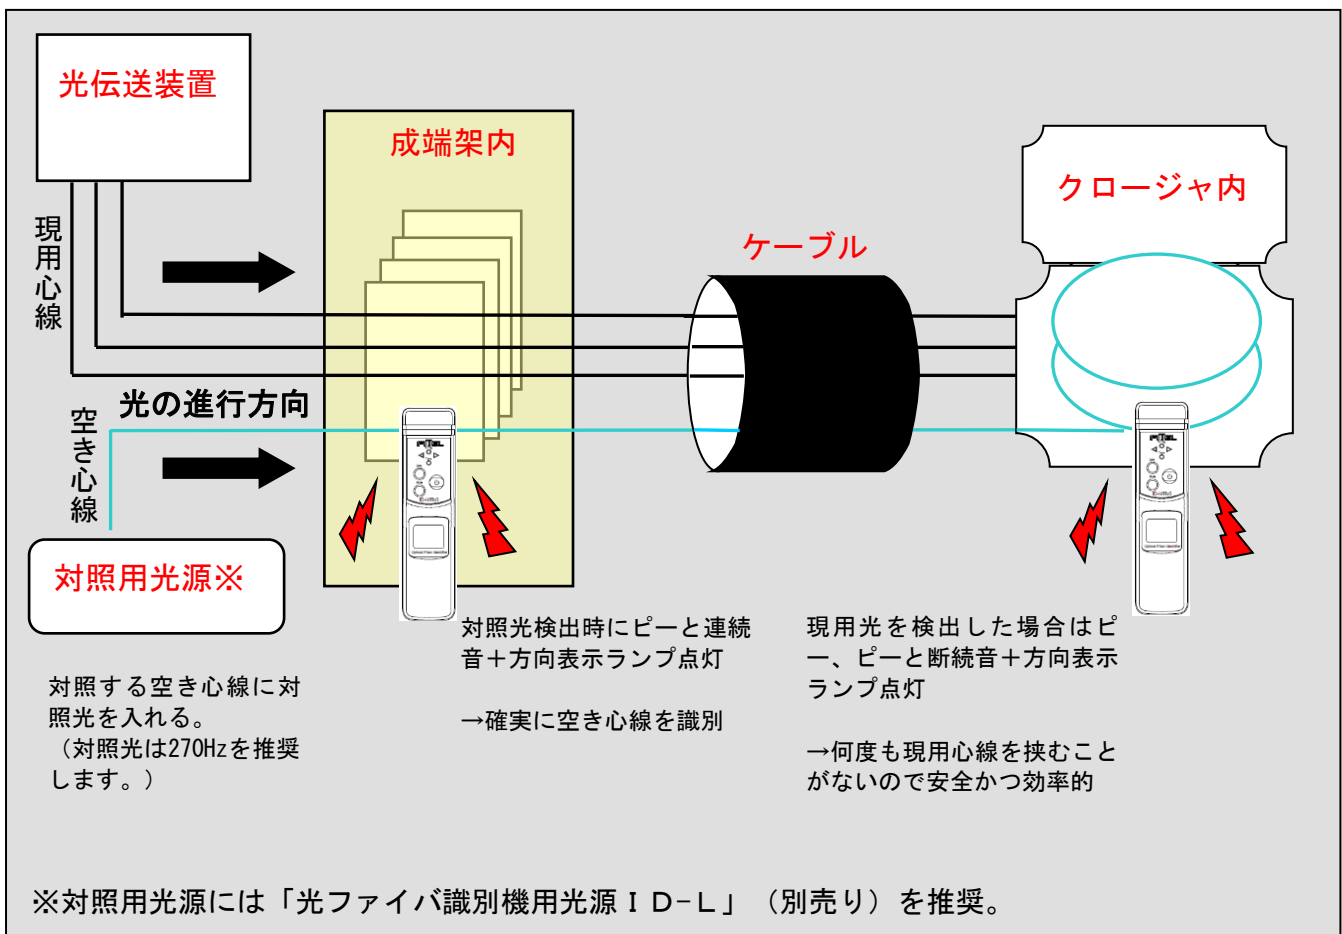 光伝送装置
成端架内
クロージャ内
ケーブル
現用心線
光の進行方向
空き心線
対照用光源※
対照光検出時にピーと連続
音＋方向表示ランプ点灯
→確実に空き心線を識別
現用光を検出した場合はピ
ー、ピーと断続音＋方向表示
ランプ点灯
→何度も現用心線を挟むこと
がないので安全かつ効率的
対照する空き心線に対
照光を入れる。
（対照光は270Hzを推奨
します。）
※対照用光源には「光ファイバ識別機用光源ＩＤ−Ｌ」（別売り）を推奨。